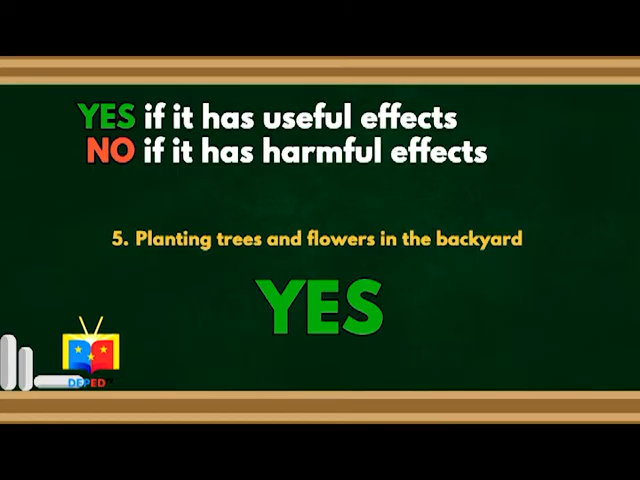 YES if it has useful effects
NO if it has harmful effects
5. Planting trees and flowers in the backyard
YES
DEPED